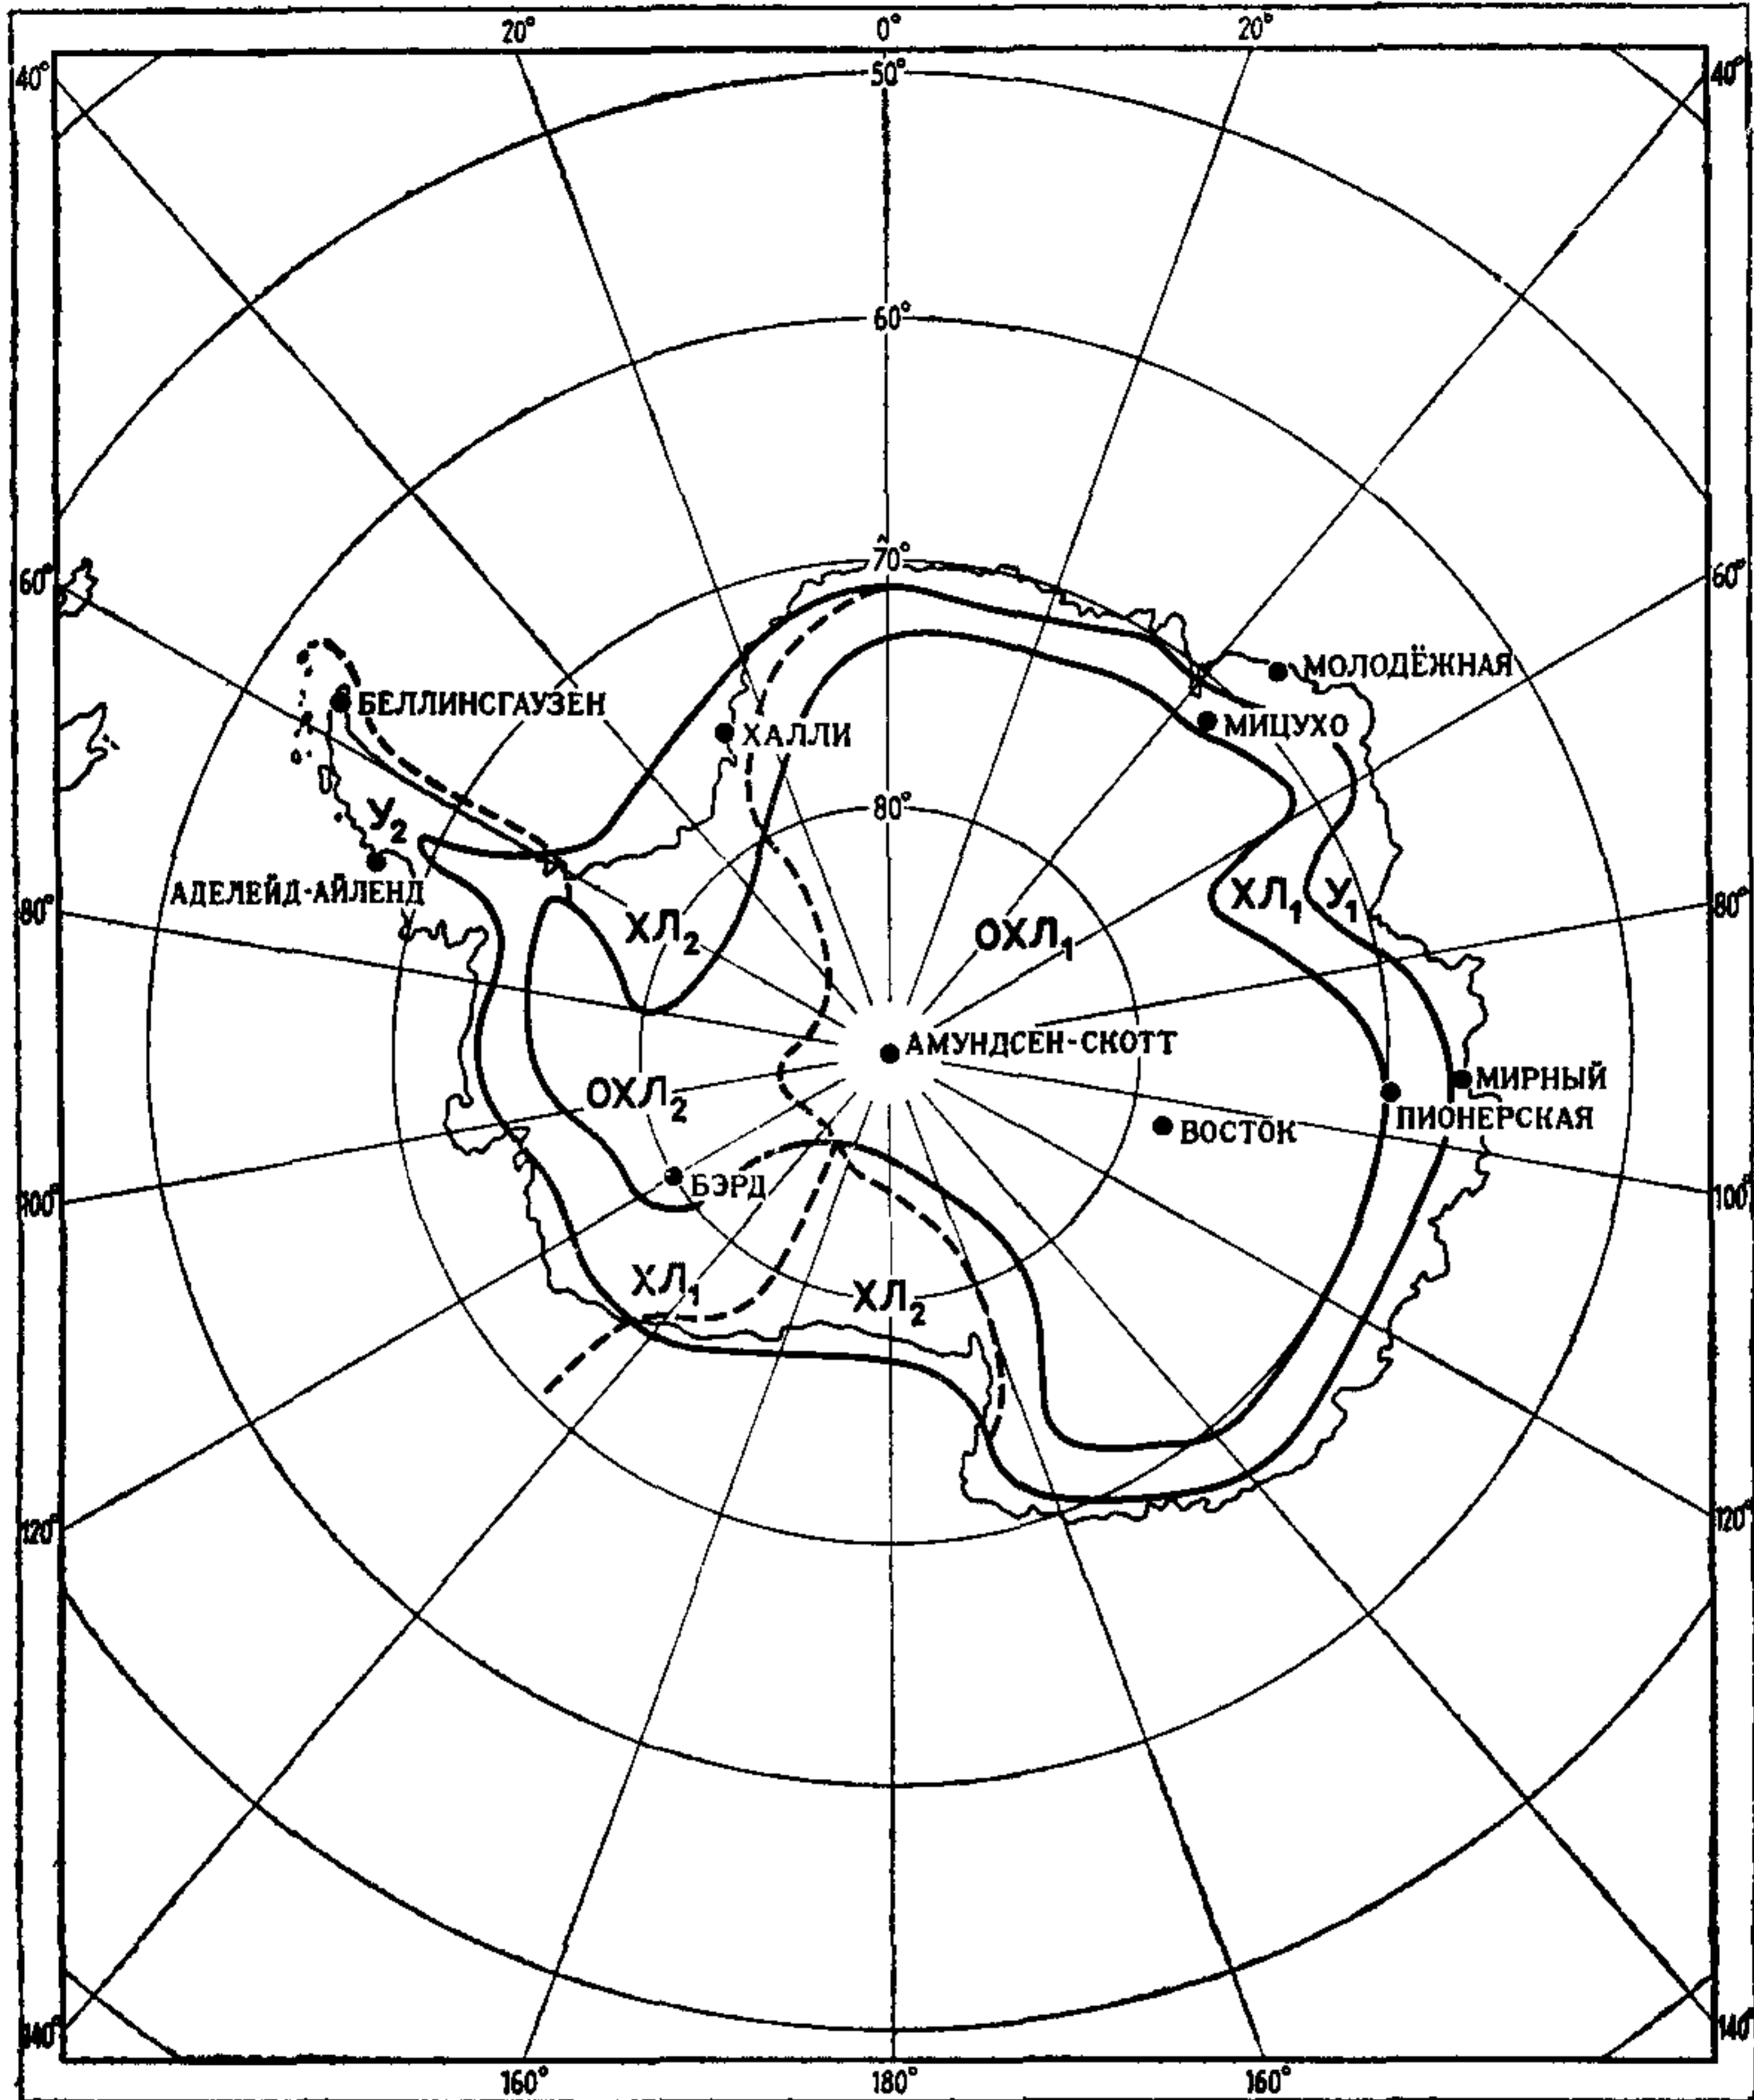 20° 0° 20°
40° 50° 40°
60°
60° 70° 60°
МОЛОДЁЖНАЯ
БЕЛЛИНСГАУЗЕН
МИЦУХО
ХАЛЛИ
У₂
80°
АДЕЛЕЙД-АЙЛЕНД
80° ХЛ₁ У₁ 80°
ХЛ₂ ОХЛ₁
АМУНДСЕН-СКОТТ
ОХЛ₂
МИРНЫЙ
ПИОНЕРСКАЯ
ВОСТОК
БЭРД
100° 100°
ХЛ₁ ХЛ₂
120° 120°
140° 140°
160° 180° 160°